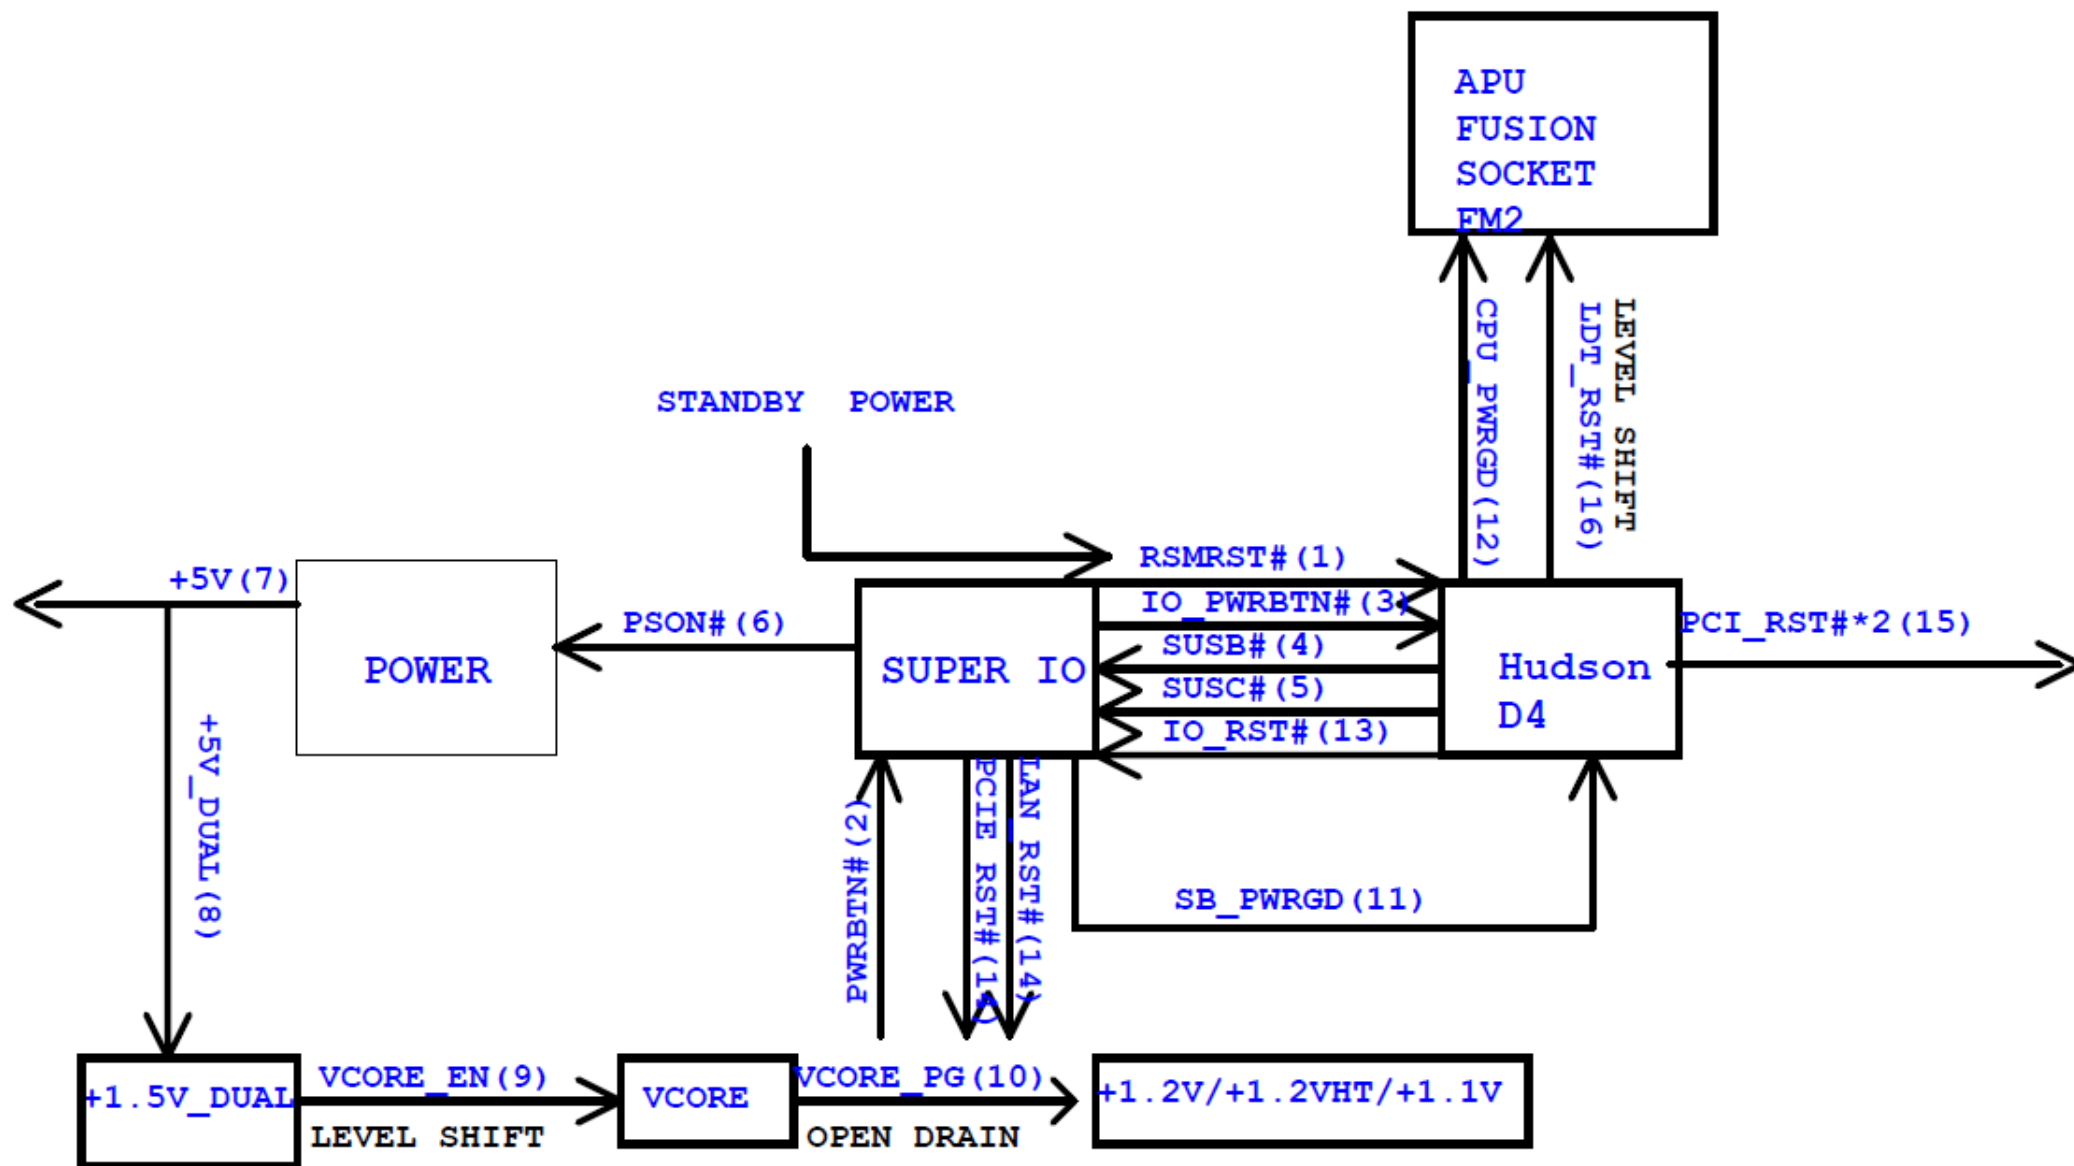 APU
FUSION
SOCKET
FM2
CPU_PWRGD(12)
LDT_RST#(16)
LEVEL SHIFT
STANDBY POWER
RSMRST#(1)
+5V(7)
IO_PWRBTN#(3)
PSON#(6)
PCI_RST#*2(15)
SUSB#(4)
POWER
SUPER IO
Hudson
D4
SUSC#(5)
IO_RST#(13)
+5V_DUAL(8)
PWRBTN#(2)
PCIE RST#(14)
LAN_RST#(14)
SB_PWRGD(11)
+1.5V_DUAL
VCORE_EN(9)
LEVEL SHIFT
VCORE
VCORE_PG(10)
OPEN DRAIN
+1.2V/+1.2VHT/+1.1V